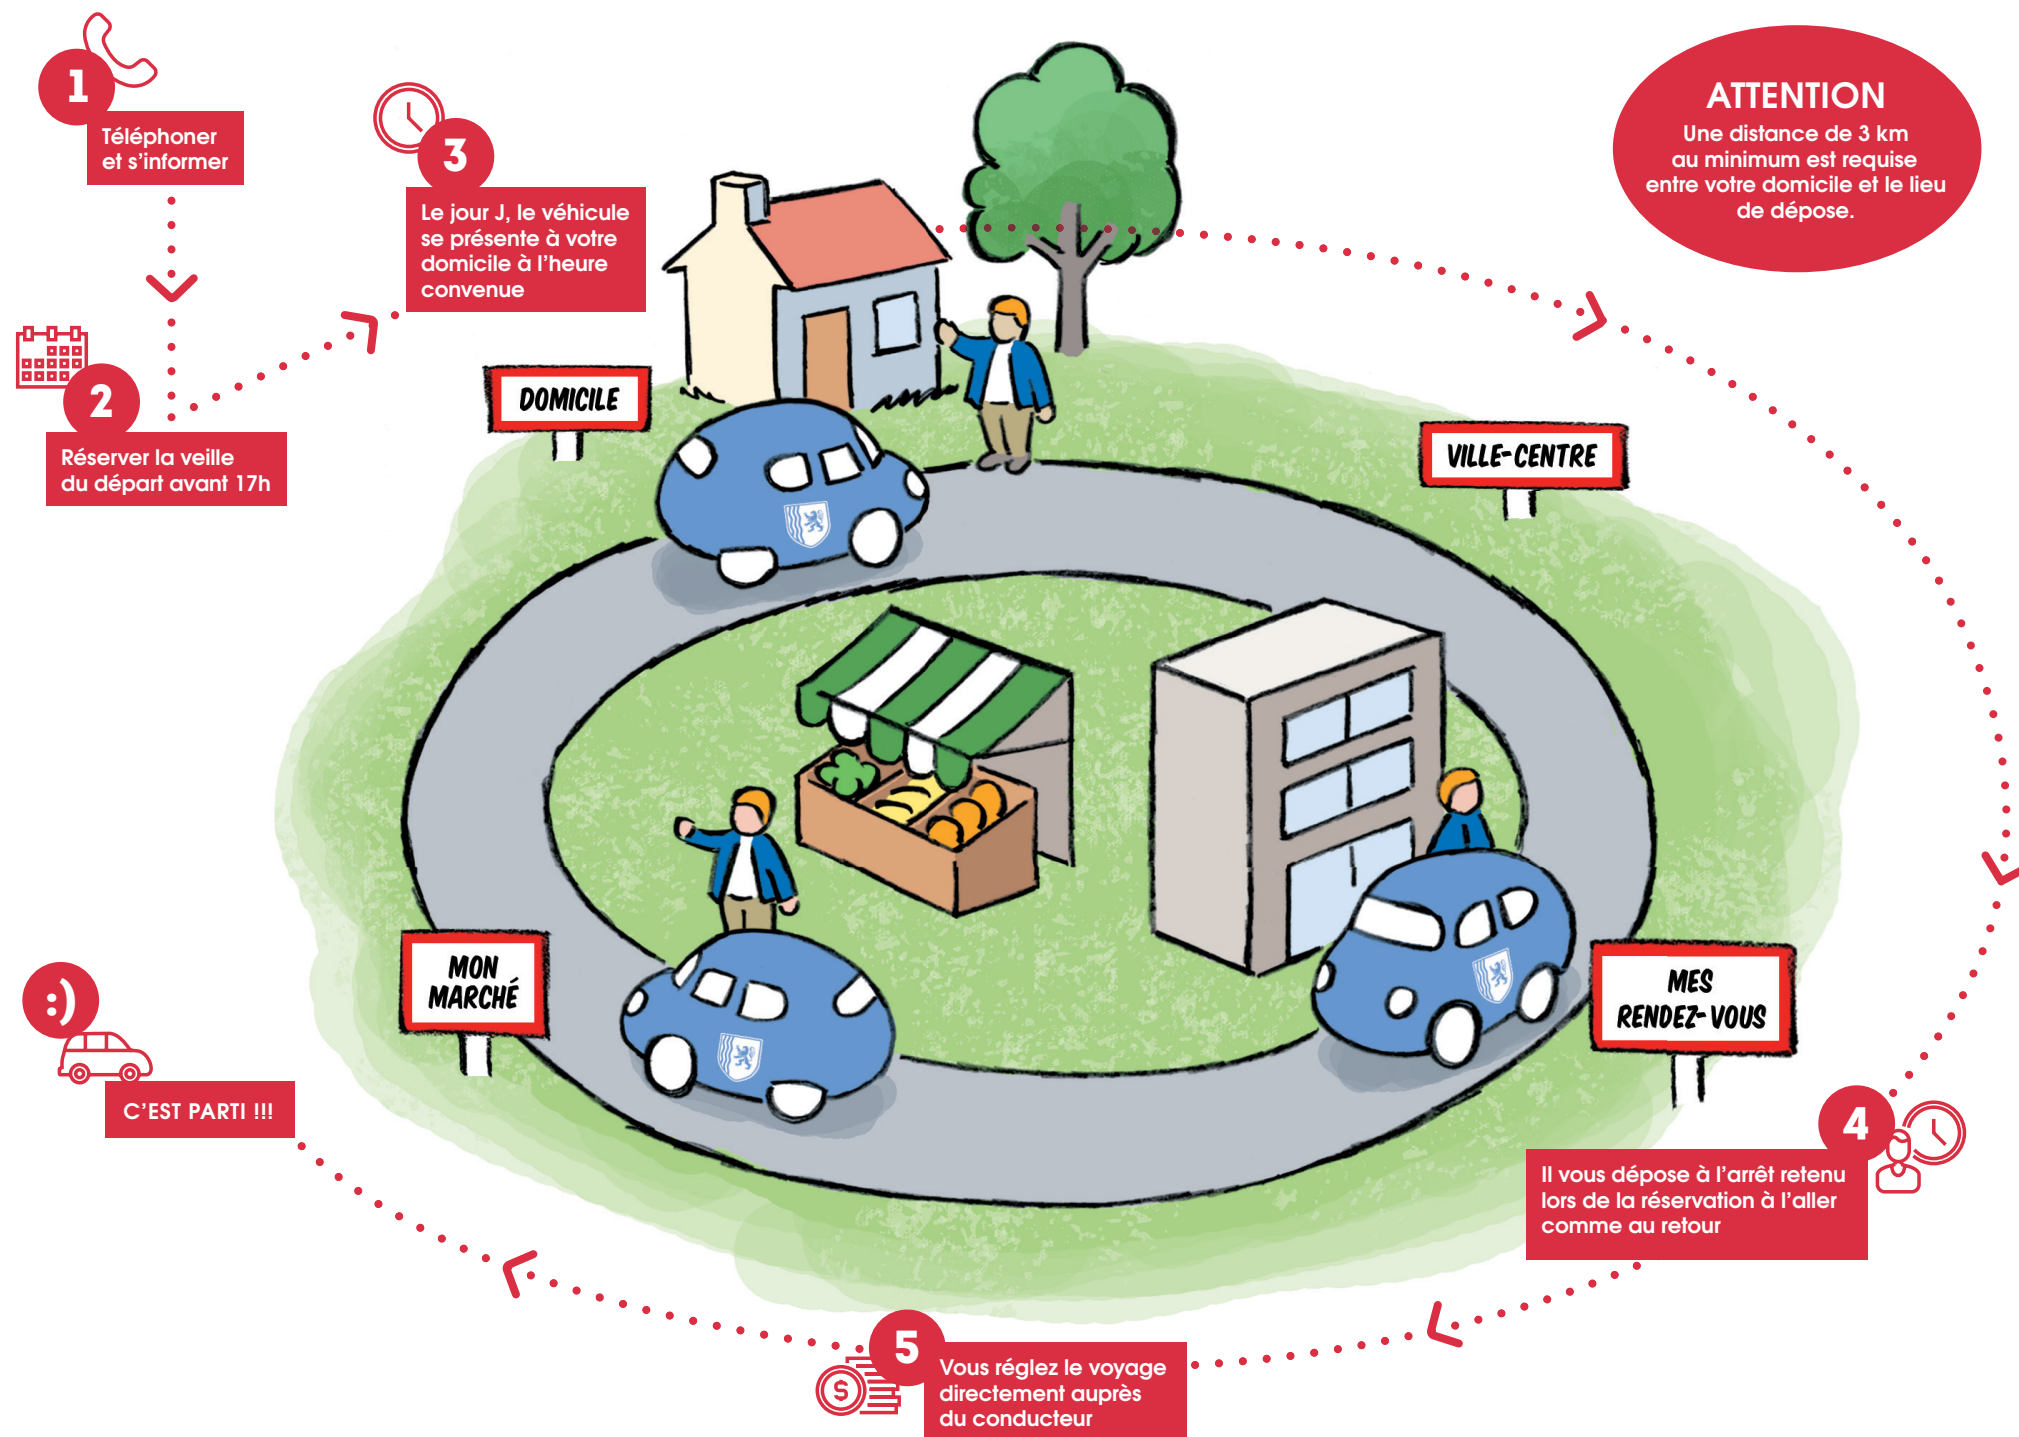 1
Téléphoner
et s'informer
2
Réserver la veille
du départ avant 17h
3
Le jour J, le véhicule
se présente à votre
domicile à l'heure
convenue
ATTENTION
Une distance de 3 km
au minimum est requise
entre votre domicile et le lieu
de dépose.
DOMICILE
VILLE-CENTRE
MON
MARCHÉ
MES
RENDEZ-VOUS
4
Il vous dépose à l'arrêt retenu
lors de la réservation à l'aller
comme au retour
5
$
Vous réglez le voyage
directement auprès
du conducteur
:)
C'EST PARTI !!!